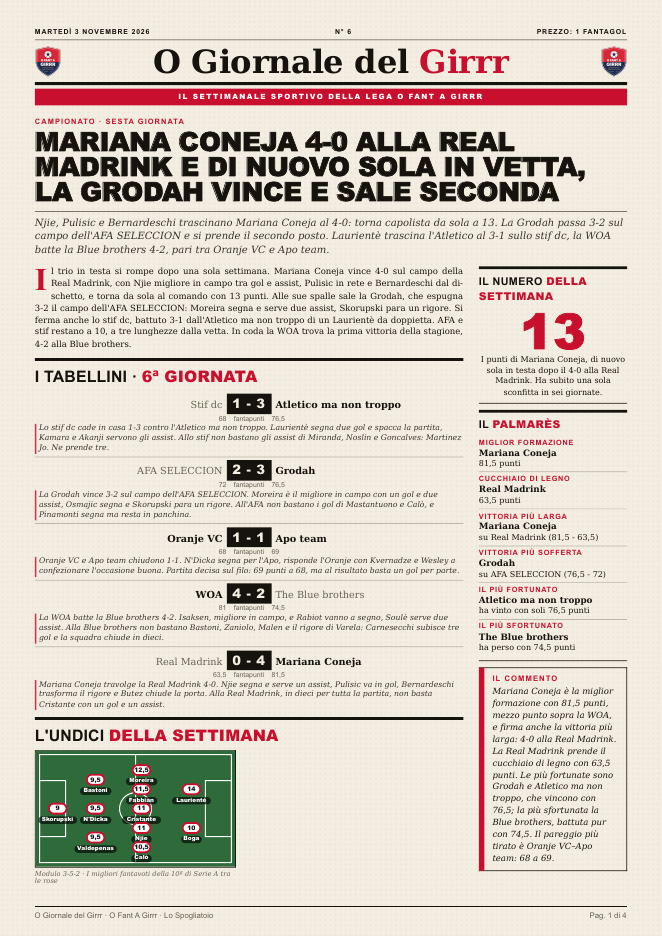 MARTEDÌ 3 NOVEMBRE 2026
N° 6
PREZZO: 1 FANTAGOL
O Giornale del Girrr
IL SETTIMANALE SPORTIVO DELLA LEGA O FANT A GIRRR
CAMPIONATO · SESTA GIORNATA
MARIANA CONEJA 4-0 ALLA REAL
MADRINK E DI NUOVO SOLA IN VETTA,
LA GRODAH VINCE E SALE SECONDA
Njie, Pulisic e Bernardeschi trascinano Mariana Coneja al 4-0: torna capolista da sola a 13. La Grodah passa 3-2 sul
campo dell'AFA SELECCION e si prende il secondo posto. Laurientè trascina l'Atletico al 3-1 sullo stif dc, la WOA
batte la Blue brothers 4-2, pari tra Oranje VC e Apo team.
Il trio in testa si rompe dopo una sola settimana. Mariana Coneja vince 4-0 sul campo della
Real Madrink, con Njie migliore in campo tra gol e assist, Pulisic in rete e Bernardeschi dal di-
schetto, e torna da sola al comando con 13 punti. Alle sue spalle sale la Grodah, che espugna
3-2 il campo dell'AFA SELECCION: Moreira segna e serve due assist, Skorupski para un rigore. Si
ferma anche lo stif dc, battuto 3-1 dall'Atletico ma non troppo di un Laurientè da doppietta. AFA e
stif restano a 10, a tre lunghezze dalla vetta. In coda la WOA trova la prima vittoria della stagione,
4-2 alla Blue brothers.
I TABELLINI · 6ª GIORNATA
Stif dc 1 - 3 Atletico ma non troppo
68 fantapunti 76,5
Lo stif dc cade in casa 1-3 contro l'Atletico ma non troppo. Laurientè segna due gol e spacca la partita,
Kamara e Akanji servono gli assist. Allo stif non bastano gli assist di Miranda, Noslin e Goncalves: Martinez
Jo. Ne prende tre.
AFA SELECCION 2 - 3 Grodah
72 fantapunti 76,5
La Grodah vince 3-2 sul campo dell'AFA SELECCION. Moreira è il migliore in campo con un gol e due
assist, Osmajic segna e Skorupski para un rigore. All'AFA non bastano i gol di Mastantuono e Calò, e
Pinamonti segna ma resta in panchina.
Oranje VC 1 - 1 Apo team
68 fantapunti 69
Oranje VC e Apo team chiudono 1-1. N'Dicka segna per l'Apo, risponde l'Oranje con Kvernadze e Wesley a
confezionare l'occasione buona. Partita decisa sul filo: 69 punti a 68, ma al risultato basta un gol per parte.
WOA 4 - 2 The Blue brothers
81 fantapunti 74,5
La WOA batte la Blue brothers 4-2. Isaksen, migliore in campo, e Rabiot vanno a segno, Soulè serve due
assist. Alla Blue brothers non bastano Bastoni, Zaniolo, Malen e il rigore di Varela: Carnesecchi subisce tre
gol e la squadra chiude in dieci.
Real Madrink 0 - 4 Mariana Coneja
63,5 fantapunti 81,5
Mariana Coneja travolge la Real Madrink 4-0. Njie segna e serve un assist, Pulisic va in gol, Bernardeschi
trasforma il rigore e Butez chiude la porta. Alla Real Madrink, in dieci per tutta la partita, non basta
Cristante con un gol e un assist.
L'UNDICI DELLA SETTIMANA
12,5
Moreira
9,5
Bastoni
11,5
Fabbian
14
Laurientè
9
Skorupski
9,5
N'Dicka
11
Cristante
11
Njie
10
Boga
9,5
Valdepenas
10,5
Calò
Modulo 3-5-2 · I migliori fantavoti della 10ª di Serie A tra
le rose
IL NUMERO DELLA
SETTIMANA
13
I punti di Mariana Coneja, di nuovo
sola in testa dopo il 4-0 alla Real
Madrink. Ha subito una sola
sconfitta in sei giornate.
IL PALMARÈS
MIGLIOR FORMAZIONE
Mariana Coneja
81,5 punti
CUCCHIAIO DI LEGNO
Real Madrink
63,5 punti
VITTORIA PIÙ LARGA
Mariana Coneja
su Real Madrink (81,5 - 63,5)
VITTORIA PIÙ SOFFERTA
Grodah
su AFA SELECCION (76,5 - 72)
IL PIÙ FORTUNATO
Atletico ma non troppo
ha vinto con soli 76,5 punti
IL PIÙ SFORTUNATO
The Blue brothers
ha perso con 74,5 punti
IL COMMENTO
Mariana Coneja è la miglior
formazione con 81,5 punti,
mezzo punto sopra la WOA,
e firma anche la vittoria più
larga: 4-0 alla Real Madrink.
La Real Madrink prende il
cucchiaio di legno con 63,5
punti. Le più fortunate sono
Grodah e Atletico ma non
troppo, che vincono con
76,5; la più sfortunata la
Blue brothers, battuta pur
con 74,5. Il pareggio più
tirato è Oranje VC–Apo
team: 68 a 69.
O Giornale del Girrr · O Fant A Girrr · Lo Spogliatoio
Pag. 1 di 4